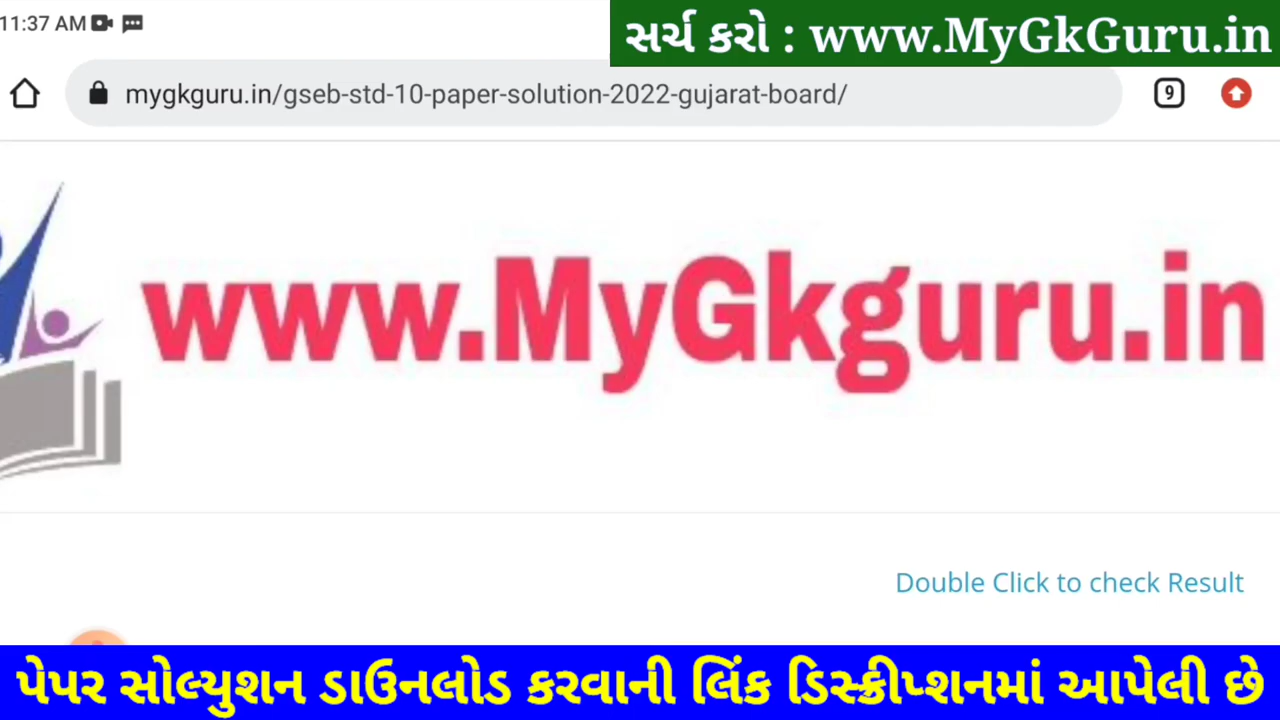 11:37 AM
સર્ચ કરો : www.MyGkGuru.in
mygkguru.in/gseb-std-10-paper-solution-2022-gujarat-board/
9
www.MyGkguru.in
Double Click to check Result
પેપર સોલ્યુશન ડાઉનલોડ કરવાની લિંક ડિસ્ક્રીપ્શનમાં આપેલી છે